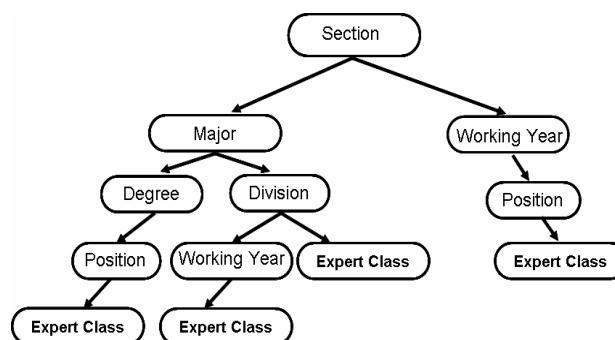 Section
Major
Working Year
Degree
Division
Position
Position
Working Year
Expert Class
Expert Class
Expert Class
Expert Class